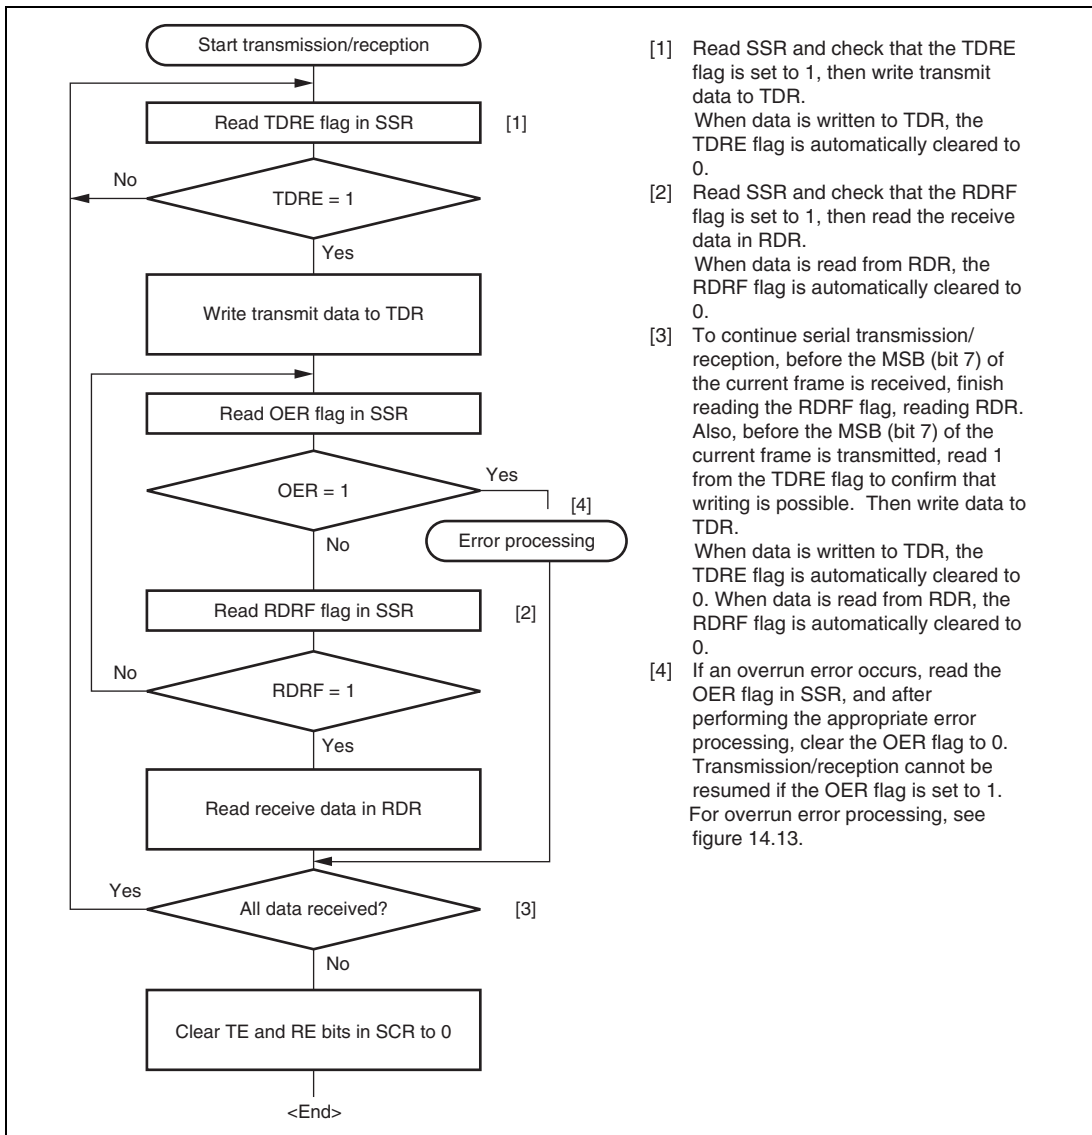 Start transmission/reception
Read TDRE flag in SSR
[1]
No
TDRE = 1
Yes
Write transmit data to TDR
Read OER flag in SSR
Yes
OER = 1
[4]
No
Error processing
Read RDRF flag in SSR
[2]
No
RDRF = 1
Yes
Read receive data in RDR
Yes
All data received?
[3]
No
Clear TE and RE bits in SCR to 0
<End>
[1] Read SSR and check that the TDRE
flag is set to 1, then write transmit
data to TDR.
When data is written to TDR, the
TDRE flag is automatically cleared to
0.
[2] Read SSR and check that the RDRF
flag is set to 1, then read the receive
data in RDR.
When data is read from RDR, the
RDRF flag is automatically cleared to
0.
[3] To continue serial transmission/
reception, before the MSB (bit 7) of
the current frame is received, finish
reading the RDRF flag, reading RDR.
Also, before the MSB (bit 7) of the
current frame is transmitted, read 1
from the TDRE flag to confirm that
writing is possible. Then write data to
TDR.
When data is written to TDR, the
TDRE flag is automatically cleared to
0. When data is read from RDR, the
RDRF flag is automatically cleared to
0.
[4] If an overrun error occurs, read the
OER flag in SSR, and after
performing the appropriate error
processing, clear the OER flag to 0.
Transmission/reception cannot be
resumed if the OER flag is set to 1.
For overrun error processing, see
figure 14.13.